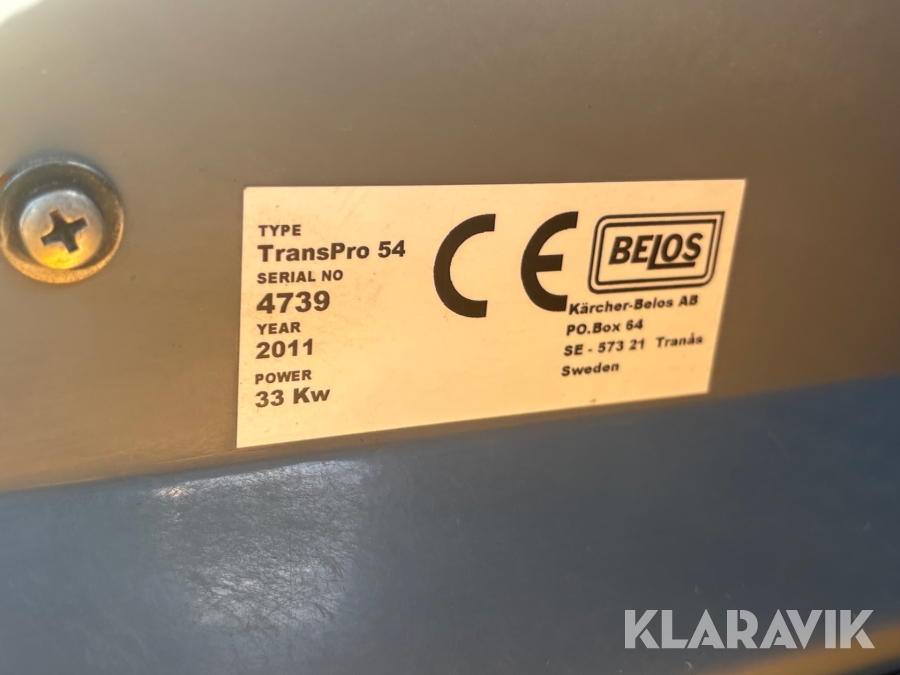 TYPE
TransPro 54
SERIAL NO
4739
YEAR
2011
POWER
33 Kw
CE
BELOS
Kärcher-Belos AB
PO.Box 64
SE - 573 21 Tranås
Sweden
KLARAVIK